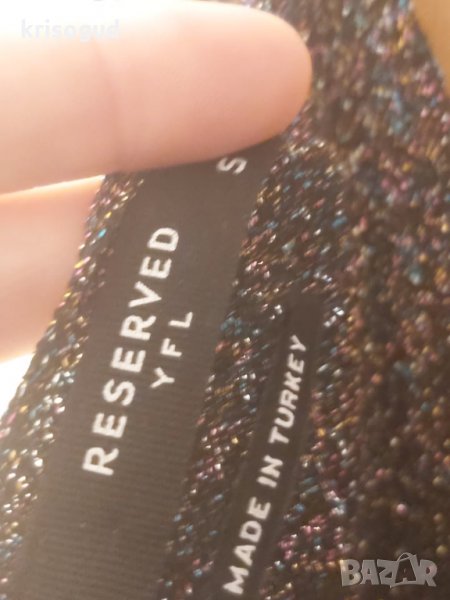 krisogud
S
RESERVED
YFL
MADE IN TURKEY
BAZAR